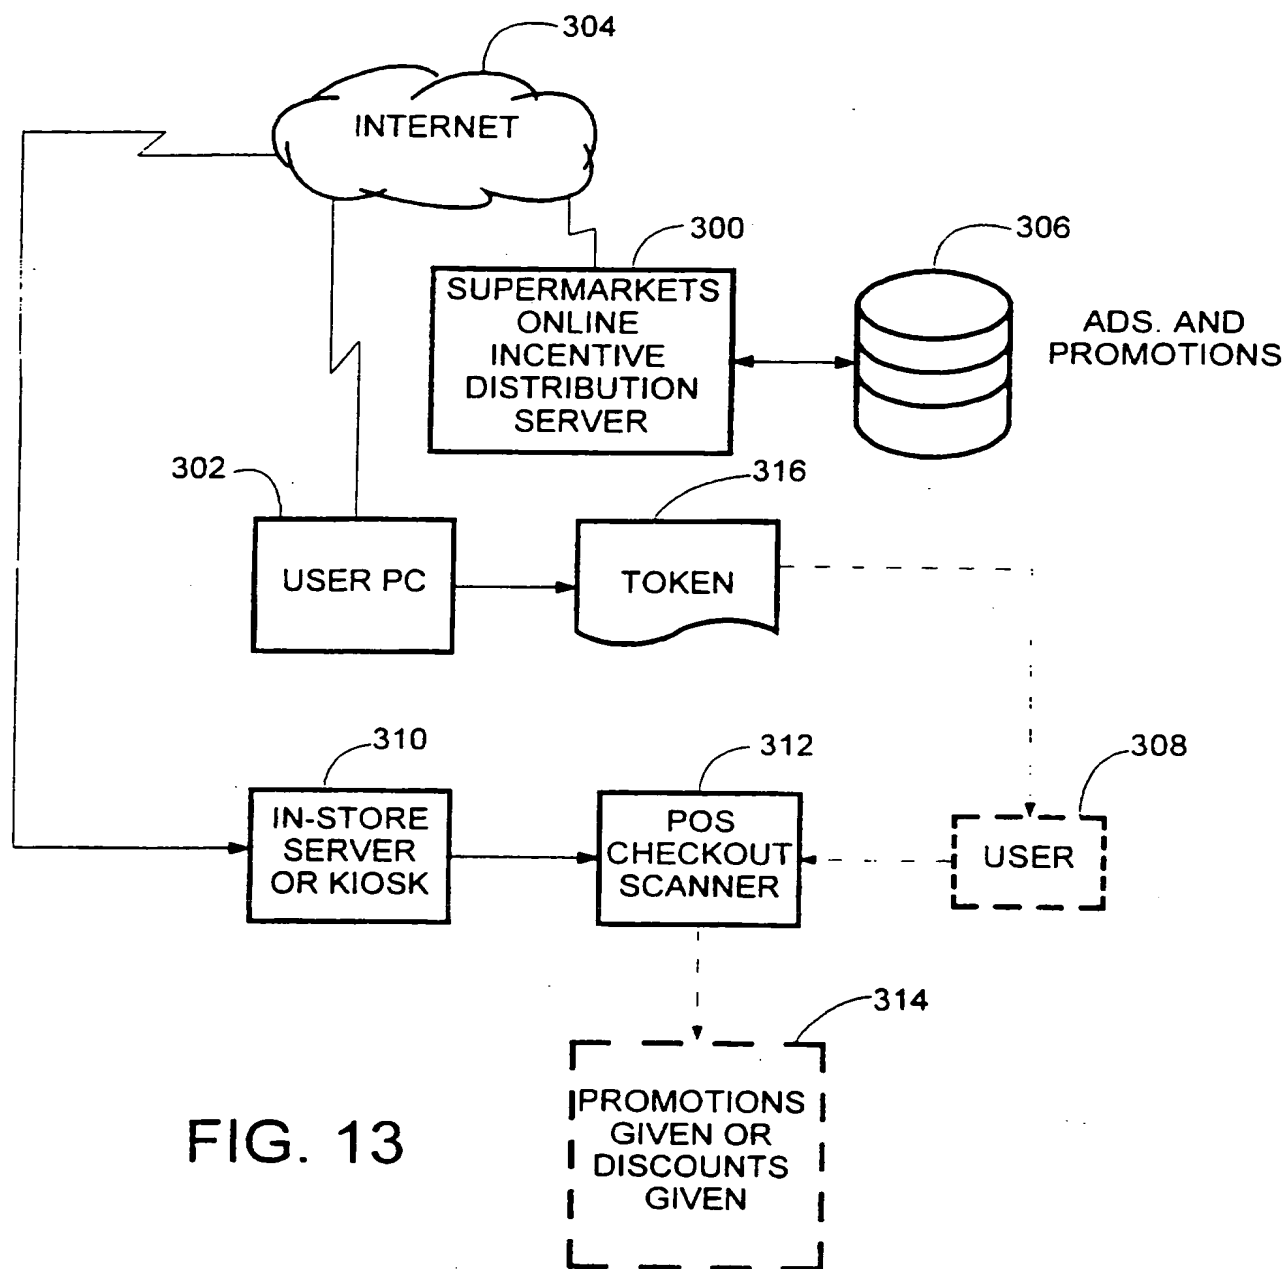 304
INTERNET
300
306
SUPERMARKETS
ONLINE
INCENTIVE
DISTRIBUTION
SERVER
ADS. AND
PROMOTIONS
302
316
USER PC
TOKEN
310
312
308
IN-STORE
SERVER
OR KIOSK
POS
CHECKOUT
SCANNER
USER
314
PROMOTIONS
GIVEN OR
DISCOUNTS
GIVEN
FIG. 13